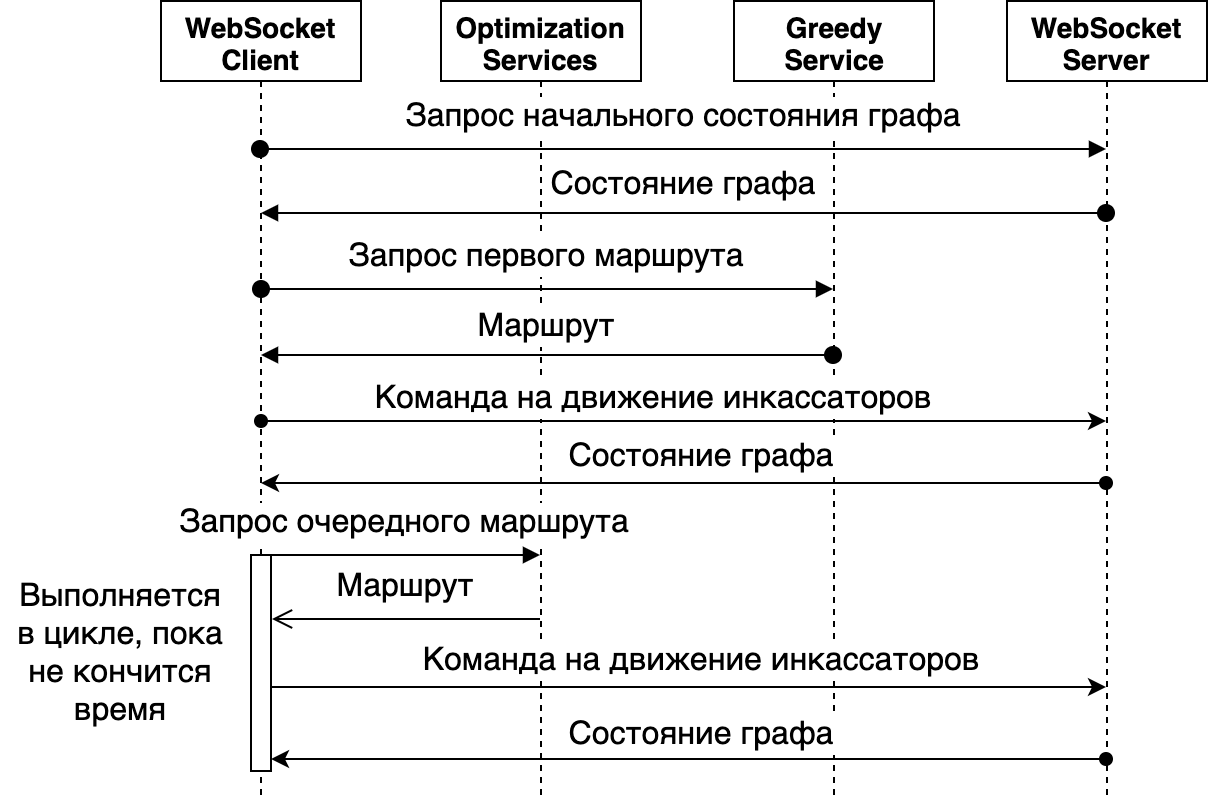 WebSocket
Client
Optimization
Services
Greedy
Service
WebSocket
Server
Запрос начального состояния графа
Состояние графа
Запрос первого маршрута
Маршрут
Команда на движение инкассаторов
Состояние графа
Запрос очередного маршрута
Маршрут
Выполняется
в цикле, пока
не кончится
время
Команда на движение инкассаторов
Состояние графа